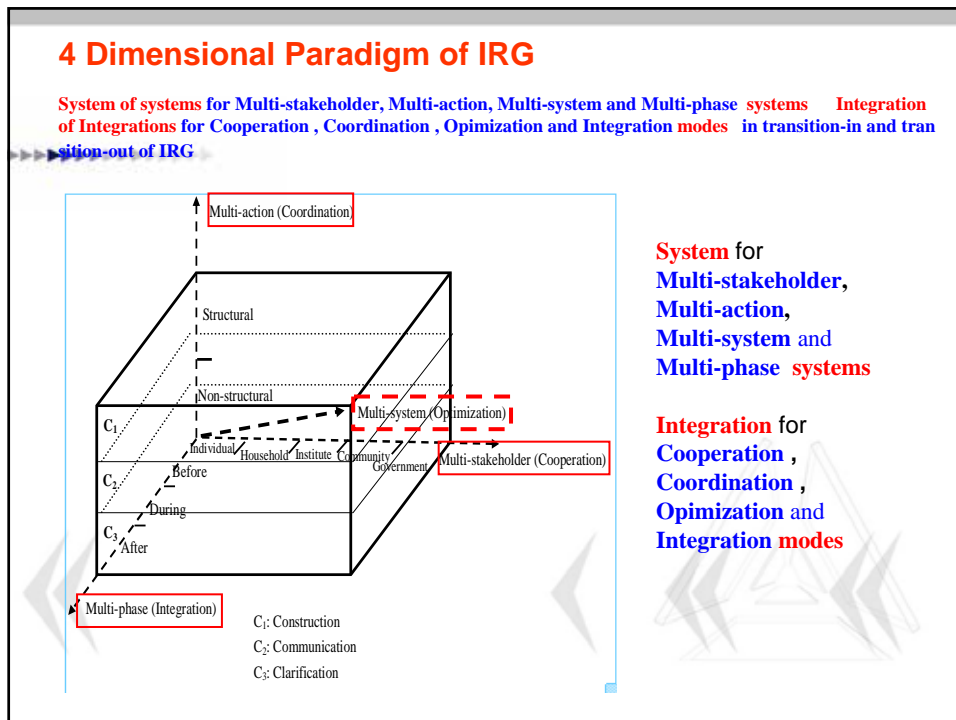 4 Dimensional Paradigm of IRG
System of systems for Multi-stakeholder, Multi-action, Multi-system and Multi-phase systems Integration
of Integrations for Cooperation , Coordination , Opimization and Integration modes in transition-in and tran
sition-out of IRG
Multi-action (Coordination)
Structural
Non-structural
Multi-system (Optimization)
C1
Individual
Household
Institute
Community
Government
Multi-stakeholder (Cooperation)
Before
C2
During
C3
After
Multi-phase (Integration)
C1: Construction
C2: Communication
C3: Clarification
System for
Multi-stakeholder,
Multi-action,
Multi-system and
Multi-phase systems
Integration for
Cooperation ,
Coordination ,
Opimization and
Integration modes